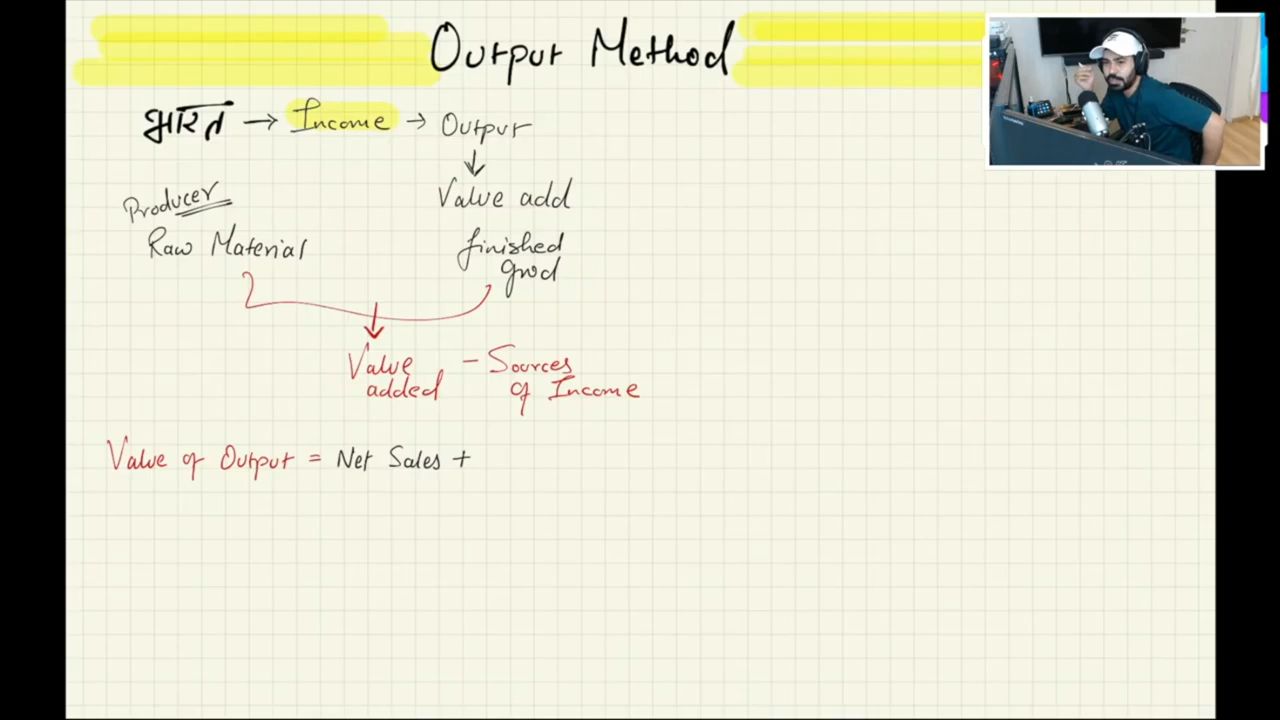 Output Method
भारत → Income → Output
Value add
Producer
Raw Material
finished
good
Value
added
- Sources
of Income
Value of Output = Net Sales +